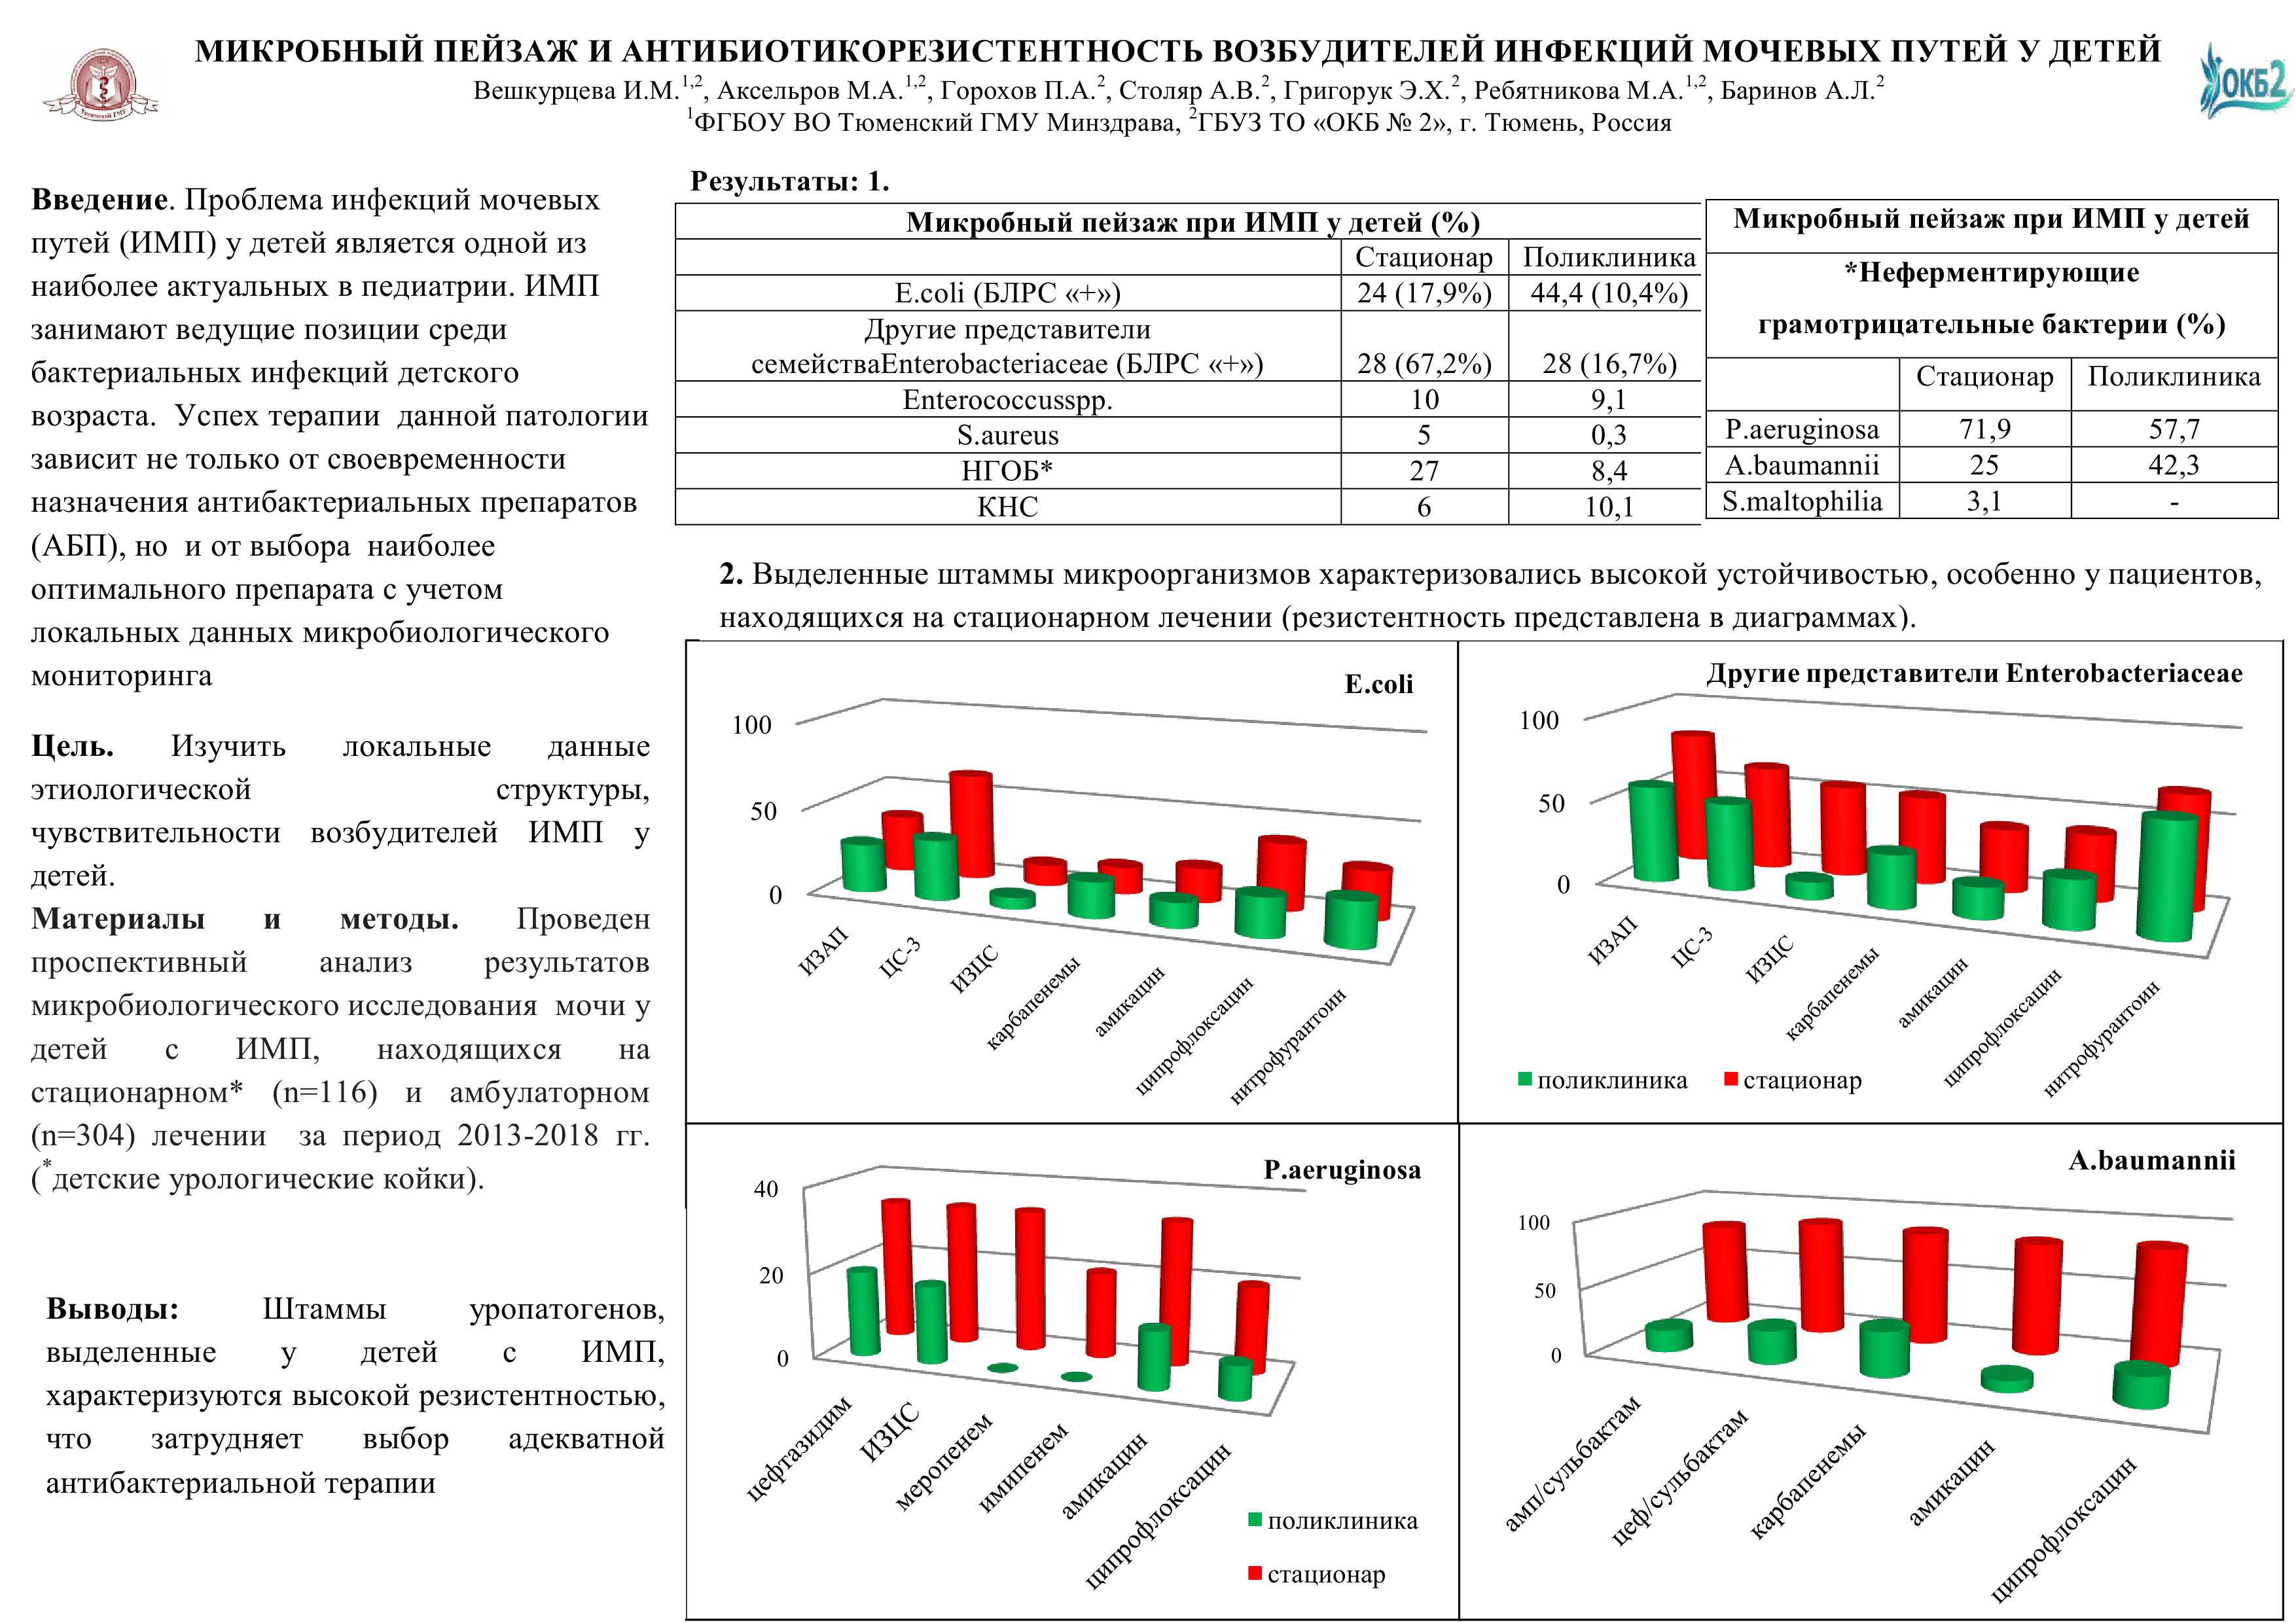 МИКРОБНЫЙ ПЕЙЗАЖ И АНТИБИОТИКОРЕЗИСТЕНТНОСТЬ ВОЗБУДИТЕЛЕЙ ИНФЕКЦИЙ МОЧЕВЫХ ПУТЕЙ У ДЕТЕЙ
Вешкурцева И.М.1,2, Аксельров М.А.1,2, Горохов П.А.2, Столяр А.В.2, Григорук Э.Х.2, Ребятникова М.А.1,2, Баринов А.Л.2
1ФГБОУ ВО Тюменский ГМУ Минздрава, 2ГБУЗ ТО «ОКБ № 2», г. Тюмень, Россия
Тюменский ГМУ
ОКБ2
Введение. Проблема инфекций мочевых
путей (ИМП) у детей является одной из
наиболее актуальных в педиатрии. ИМП
занимают ведущие позиции среди
бактериальных инфекций детского
возраста. Успех терапии данной патологии
зависит не только от своевременности
назначения антибактериальных препаратов
(АБП), но и от выбора наиболее
оптимального препарата с учетом
локальных данных микробиологического
мониторинга
Цель. Изучить локальные данные
этиологической структуры,
чувствительности возбудителей ИМП у
детей.
Материалы и методы. Проведен
проспективный анализ результатов
микробиологического исследования мочи у
детей с ИМП, находящихся на
стационарном* (n=116) и амбулаторном
(n=304) лечении за период 2013-2018 гг.
(*детские урологические койки).
Выводы: Штаммы уропатогенов,
выделенные у детей с ИМП,
характеризуются высокой резистентностью,
что затрудняет выбор адекватной
антибактериальной терапии
Результаты: 1.
Микробный пейзаж при ИМП у детей (%)
Стационар Поликлиника
E.coli (БЛРС «+») 24 (17,9%) 44,4 (10,4%)
Другие представители
семействаEnterobacteriaceae (БЛРС «+») 28 (67,2%) 28 (16,7%)
Enterococcusspp. 10 9,1
S.aureus 5 0,3
НГОБ* 27 8,4
КНС 6 10,1
Микробный пейзаж при ИМП у детей
*Неферментирующие
грамотрицательные бактерии (%)
Стационар Поликлиника
P.aeruginosa 71,9 57,7
A.baumannii 25 42,3
S.maltophilia 3,1 -
2. Выделенные штаммы микроорганизмов характеризовались высокой устойчивостью, особенно у пациентов,
находящихся на стационарном лечении (резистентность представлена в диаграммах).
E.coli
100
50
0
ИЗАП
ЦС-3
ИЗЦС
карбапенемы
амикацин
ципрофлоксацин
нитрофурантоин
Другие представители Enterobacteriaceae
100
50
0
ИЗАП
ЦС-3
ИЗЦС
карбапенемы
амикацин
ципрофлоксацин
нитрофурантоин
поликлиника стационар
P.aeruginosa
40
20
0
цефтазидим
ИЗЦС
меропенем
имипенем
амикацин
ципрофлоксацин
поликлиника
стационар
A.baumannii
100
50
0
амп/сульбактам
цеф/сульбактам
карбапенемы
амикацин
ципрофлоксацин